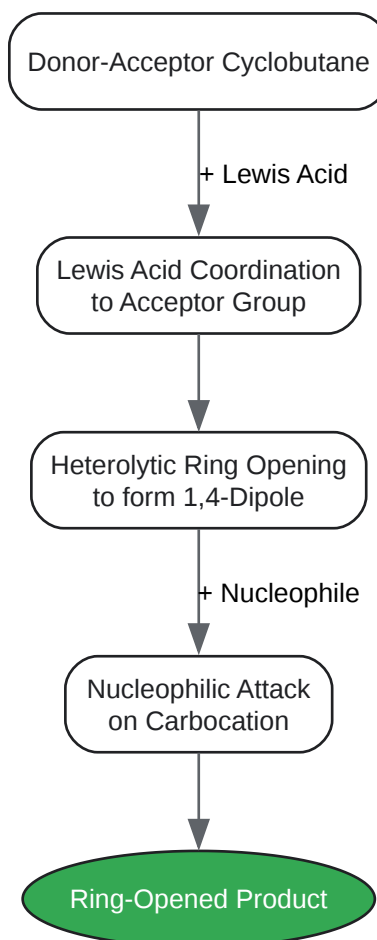 Donor-Acceptor Cyclobutane
+ Lewis Acid
Lewis Acid Coordination
to Acceptor Group
Heterolytic Ring Opening
to form 1,4-Dipole
+ Nucleophile
Nucleophilic Attack
on Carbocation
Ring-Opened Product